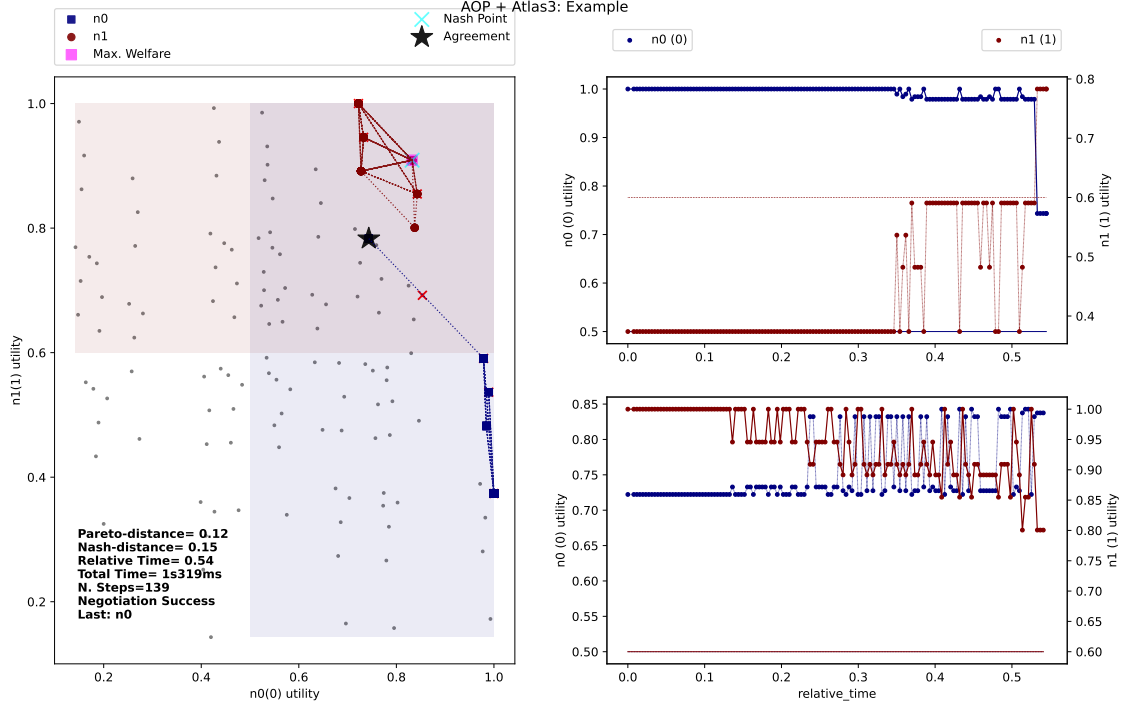 AOP + Atlas3: Example
n0
n1
Max. Welfare
Nash Point
Agreement
n0 (0)
n1 (1)
1.0
0.8
0.6
0.4
0.2
n1(1) utility
Pareto-distance= 0.12
Nash-distance= 0.15
Relative Time= 0.54
Total Time= 1s319ms
N. Steps=139
Negotiation Success
Last: n0
0.2 0.4 0.6 0.8 1.0
n0(0) utility
1.0
0.9
0.8
0.7
0.6
0.5
n0 (0) utility
0.8
0.7
0.6
0.5
0.4
n1 (1) utility
0.0 0.1 0.2 0.3 0.4 0.5
0.85
0.80
0.75
0.70
0.65
0.60
0.55
0.50
n0 (0) utility
1.00
0.95
0.90
0.85
0.80
0.75
0.70
0.65
0.60
n1 (1) utility
0.0 0.1 0.2 0.3 0.4 0.5
relative_time